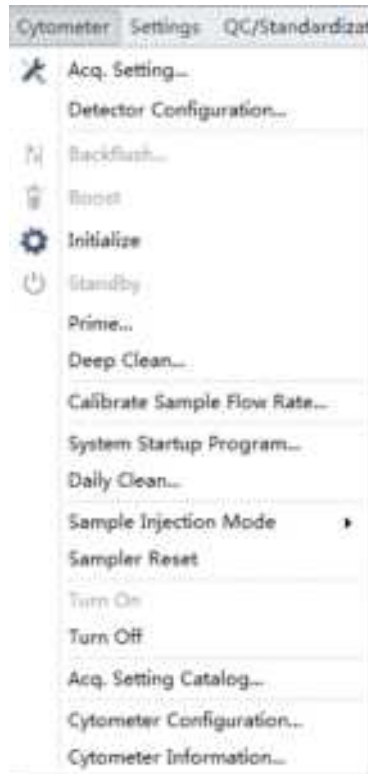 Cytometer Settings QC/Standardizat
Acq. Setting...
Detector Configuration...
Backflush...
Boost
Initialize
Standby
Prime...
Deep Clean...
Calibrate Sample Flow Rate...
System Startup Program...
Daily Clean...
Sample Injection Mode
Sampler Reset
Turn On
Turn Off
Acq. Setting Catalog...
Cytometer Configuration...
Cytometer Information...